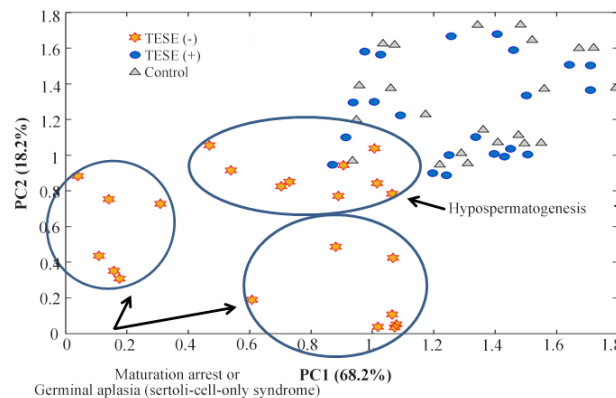 1.8
1.6
1.4
1.2
1
0.8
0.6
0.4
0.2
0
PC2 (18.2%)
TESE (-)
TESE (+)
Control
Hypospermatogenesis
0 0.2 0.4 0.6 0.8 1.0 1.2 1.4 1.6 1.8
Maturation arrest or PC1 (68.2%)
Germinal aplasia (sertoli-cell-only syndrome)